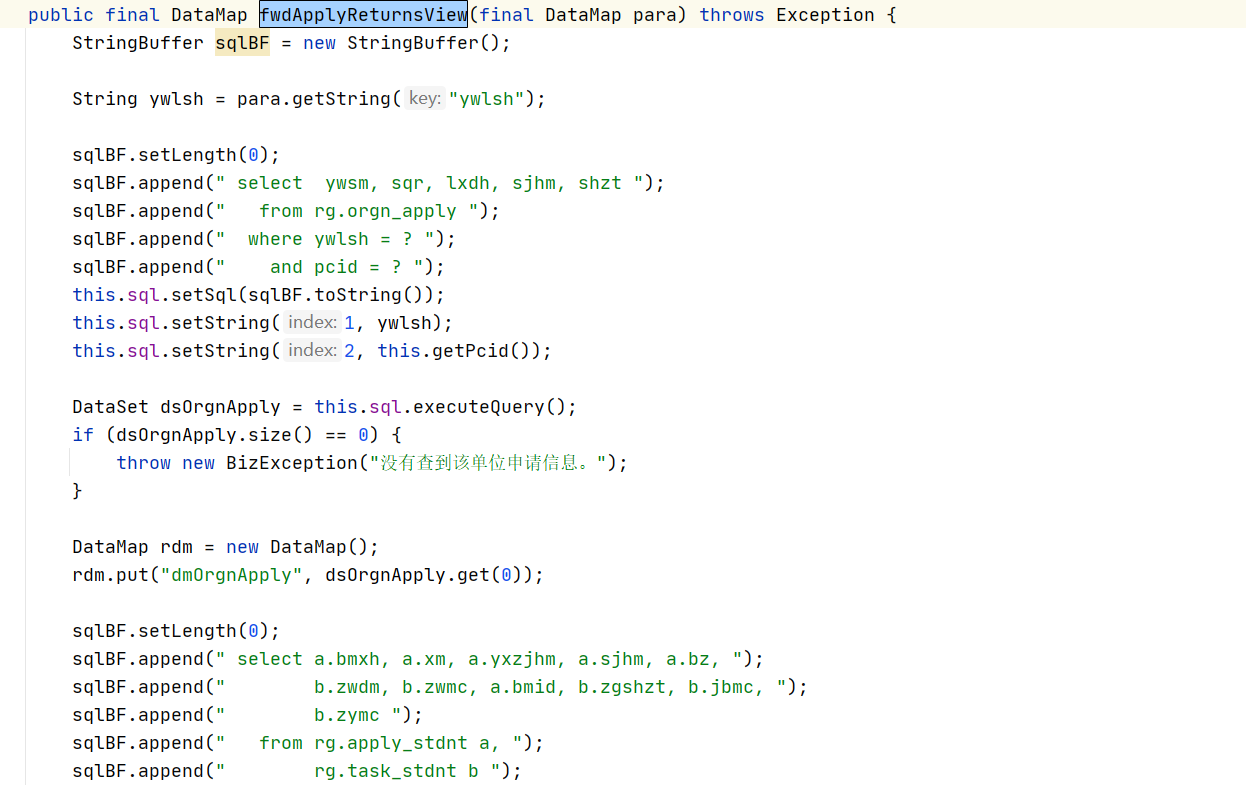 public final DataMap fwdApplyReturnsView(final DataMap para) throws Exception {
StringBuffer sqlBF = new StringBuffer();
String ywlsh = para.getString( key: "ywlsh");
sqlBF.setLength(0);
sqlBF.append(" select  ywsm, sqr, lxdh, sjhm, shzt ");
sqlBF.append("   from rg.orgn_apply ");
sqlBF.append("  where ywlsh = ? ");
sqlBF.append("    and pcid = ? ");
this.sql.setSql(sqlBF.toString());
this.sql.setString( index: 1, ywlsh);
this.sql.setString( index: 2, this.getPcid());
DataSet dsOrgnApply = this.sql.executeQuery();
if (dsOrgnApply.size() == 0) {
throw new BizException("没有查到该单位申请信息。");
}
DataMap rdm = new DataMap();
rdm.put("dmOrgnApply", dsOrgnApply.get(0));
sqlBF.setLength(0);
sqlBF.append(" select a.bmxh, a.xm, a.yxzjhm, a.sjhm, a.bz, ");
sqlBF.append("        b.zwdm, b.zwmc, a.bmid, b.zgshzt, b.jbmc, ");
sqlBF.append("        b.zymc ");
sqlBF.append("   from rg.apply_stdnt a, ");
sqlBF.append("        rg.task_stdnt b ");